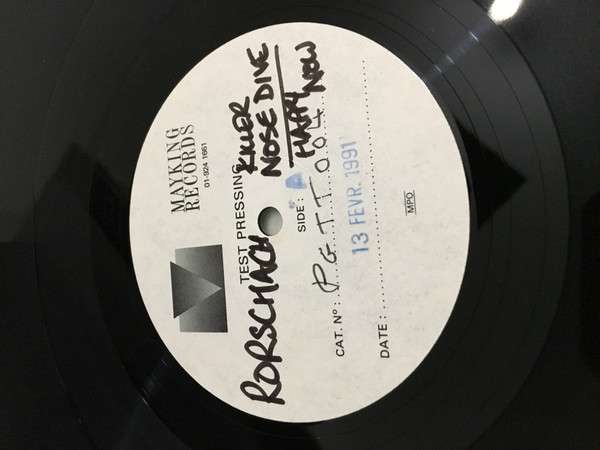 MAYKING
RECORDS
01-924 1661
TEST PRESSING
RORSCHACH
KILLER
NOSE DIVE
HAPPY
NOW
SIDE : A
CAT. Nº : PGTT 004
13 FEVR. 1991
DATE :
MPO